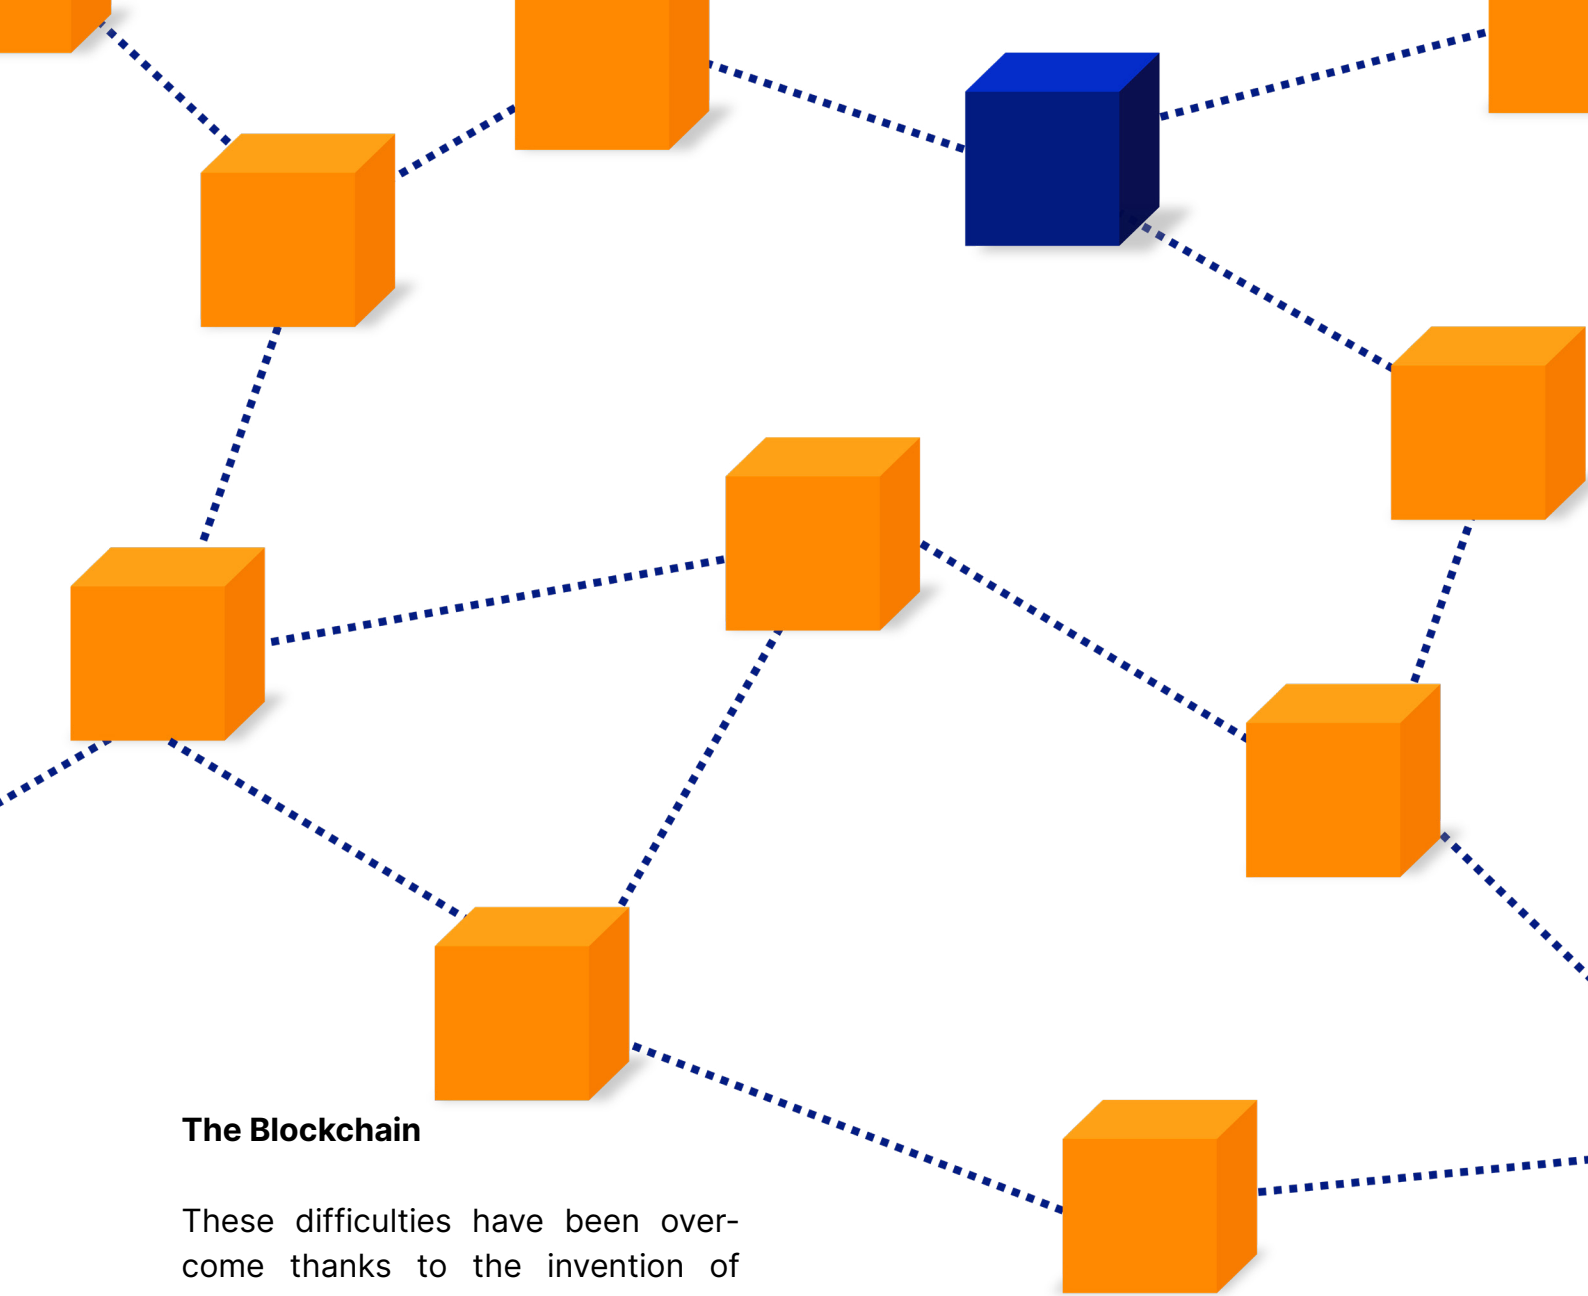 The Blockchain
These difficulties have been over-
come thanks to the invention of